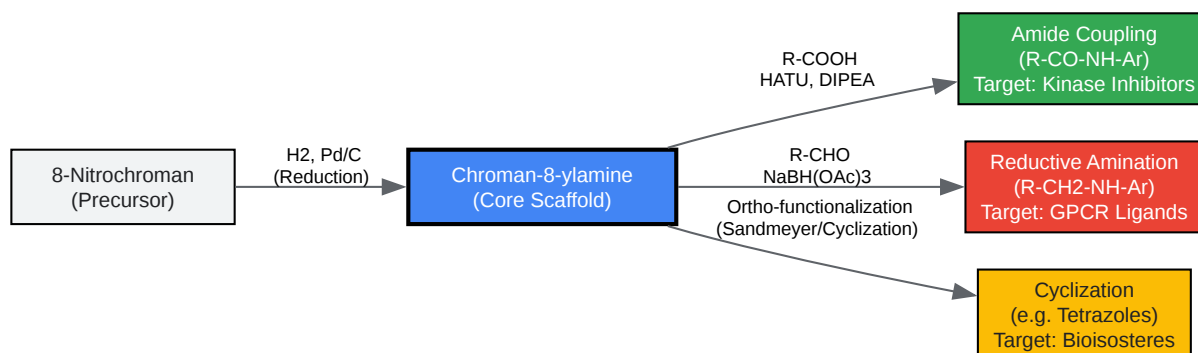 8-Nitrochroman
(Precursor)
H2, Pd/C
(Reduction)
Chroman-8-ylamine
(Core Scaffold)
R-COOH
HATU, DIPEA
Amide Coupling
(R-CO-NH-Ar)
Target: Kinase Inhibitors
R-CHO
NaBH(OAc)3
Reductive Amination
(R-CH2-NH-Ar)
Target: GPCR Ligands
Ortho-functionalization
(Sandmeyer/Cyclization)
Cyclization
(e.g. Tetrazoles)
Target: Bioisosteres